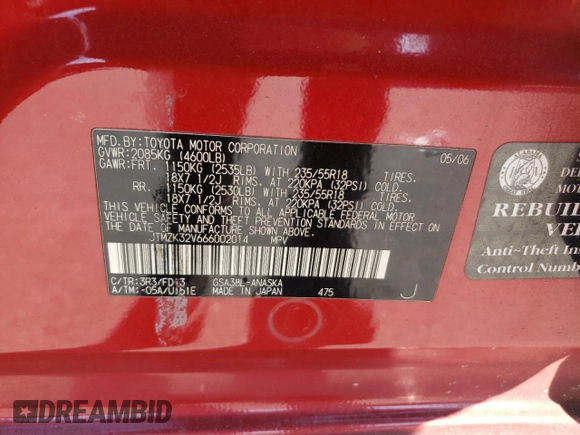 MFD.BY:TOYOTA MOTOR CORPORATION 05/06
GVWR:2085KG (4600LB)
GAWR:FRT. 1150KG (2535LB) WITH 235/55R18 TIRES,
18X7 1/2J RIMS, AT 220KPA (32PSI) COLD.
RR. 1150KG (2530LB) WITH 235/55R18 TIRES,
18X7 1/2J RIMS, AT 220KPA (32PSI) COLD.
THIS VEHICLE CONFORMS TO ALL APPLICABLE FEDERAL MOTOR
VEHICLE SAFETY AND THEFT PREVENTION STANDARDS IN EFFECT ON
THE DATE OF MANUFACTURE SHOWN ABOVE.
JTMZK32V666002014 MPV
C/TR:3R3/FD13 GSA38L-ANASKA
A/TM:-05A/U151E MADE IN JAPAN 475 J
REBUIL
VE
Anti~Theft Ins
Control Numb
DREAMBID